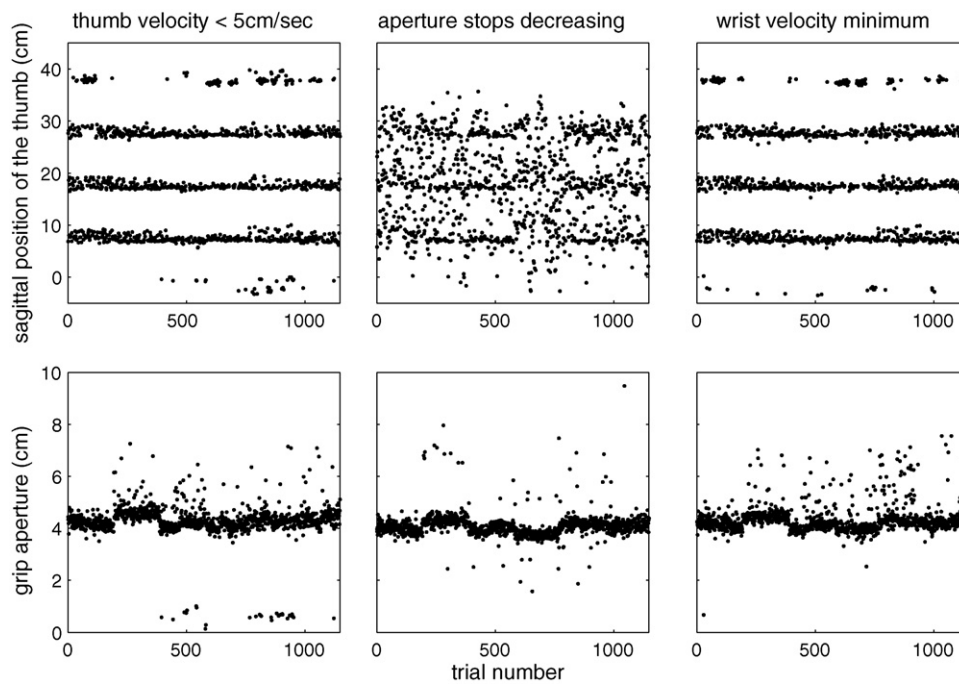 thumb velocity < 5cm/sec
aperture stops decreasing
wrist velocity minimum
sagittal position of the thumb (cm)
40
30
20
10
0
0 500 1000
0 500 1000
0 500 1000
grip aperture (cm)
10
8
6
4
2
0
0 500 1000
0 500 1000
0 500 1000
trial number